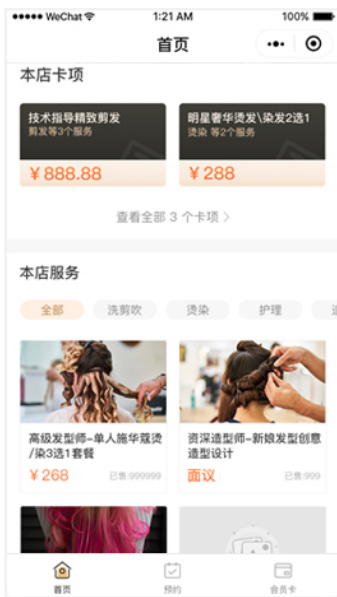 WeChat
1:21 AM
100%
首页
本店卡项
技术指导精致剪发
剪发等3个服务
¥888.88
明星奢华烫发\染发2选1
烫染 等2个服务
¥288
查看全部 3 个卡项
本店服务
全部
洗剪吹
烫染
护理
高级发型师-单人施华蔻烫
/染3选1套餐
¥268
已售:999999
资深造型师-新娘发型创意
造型设计
面议
已售:999
首页
预约
会员卡